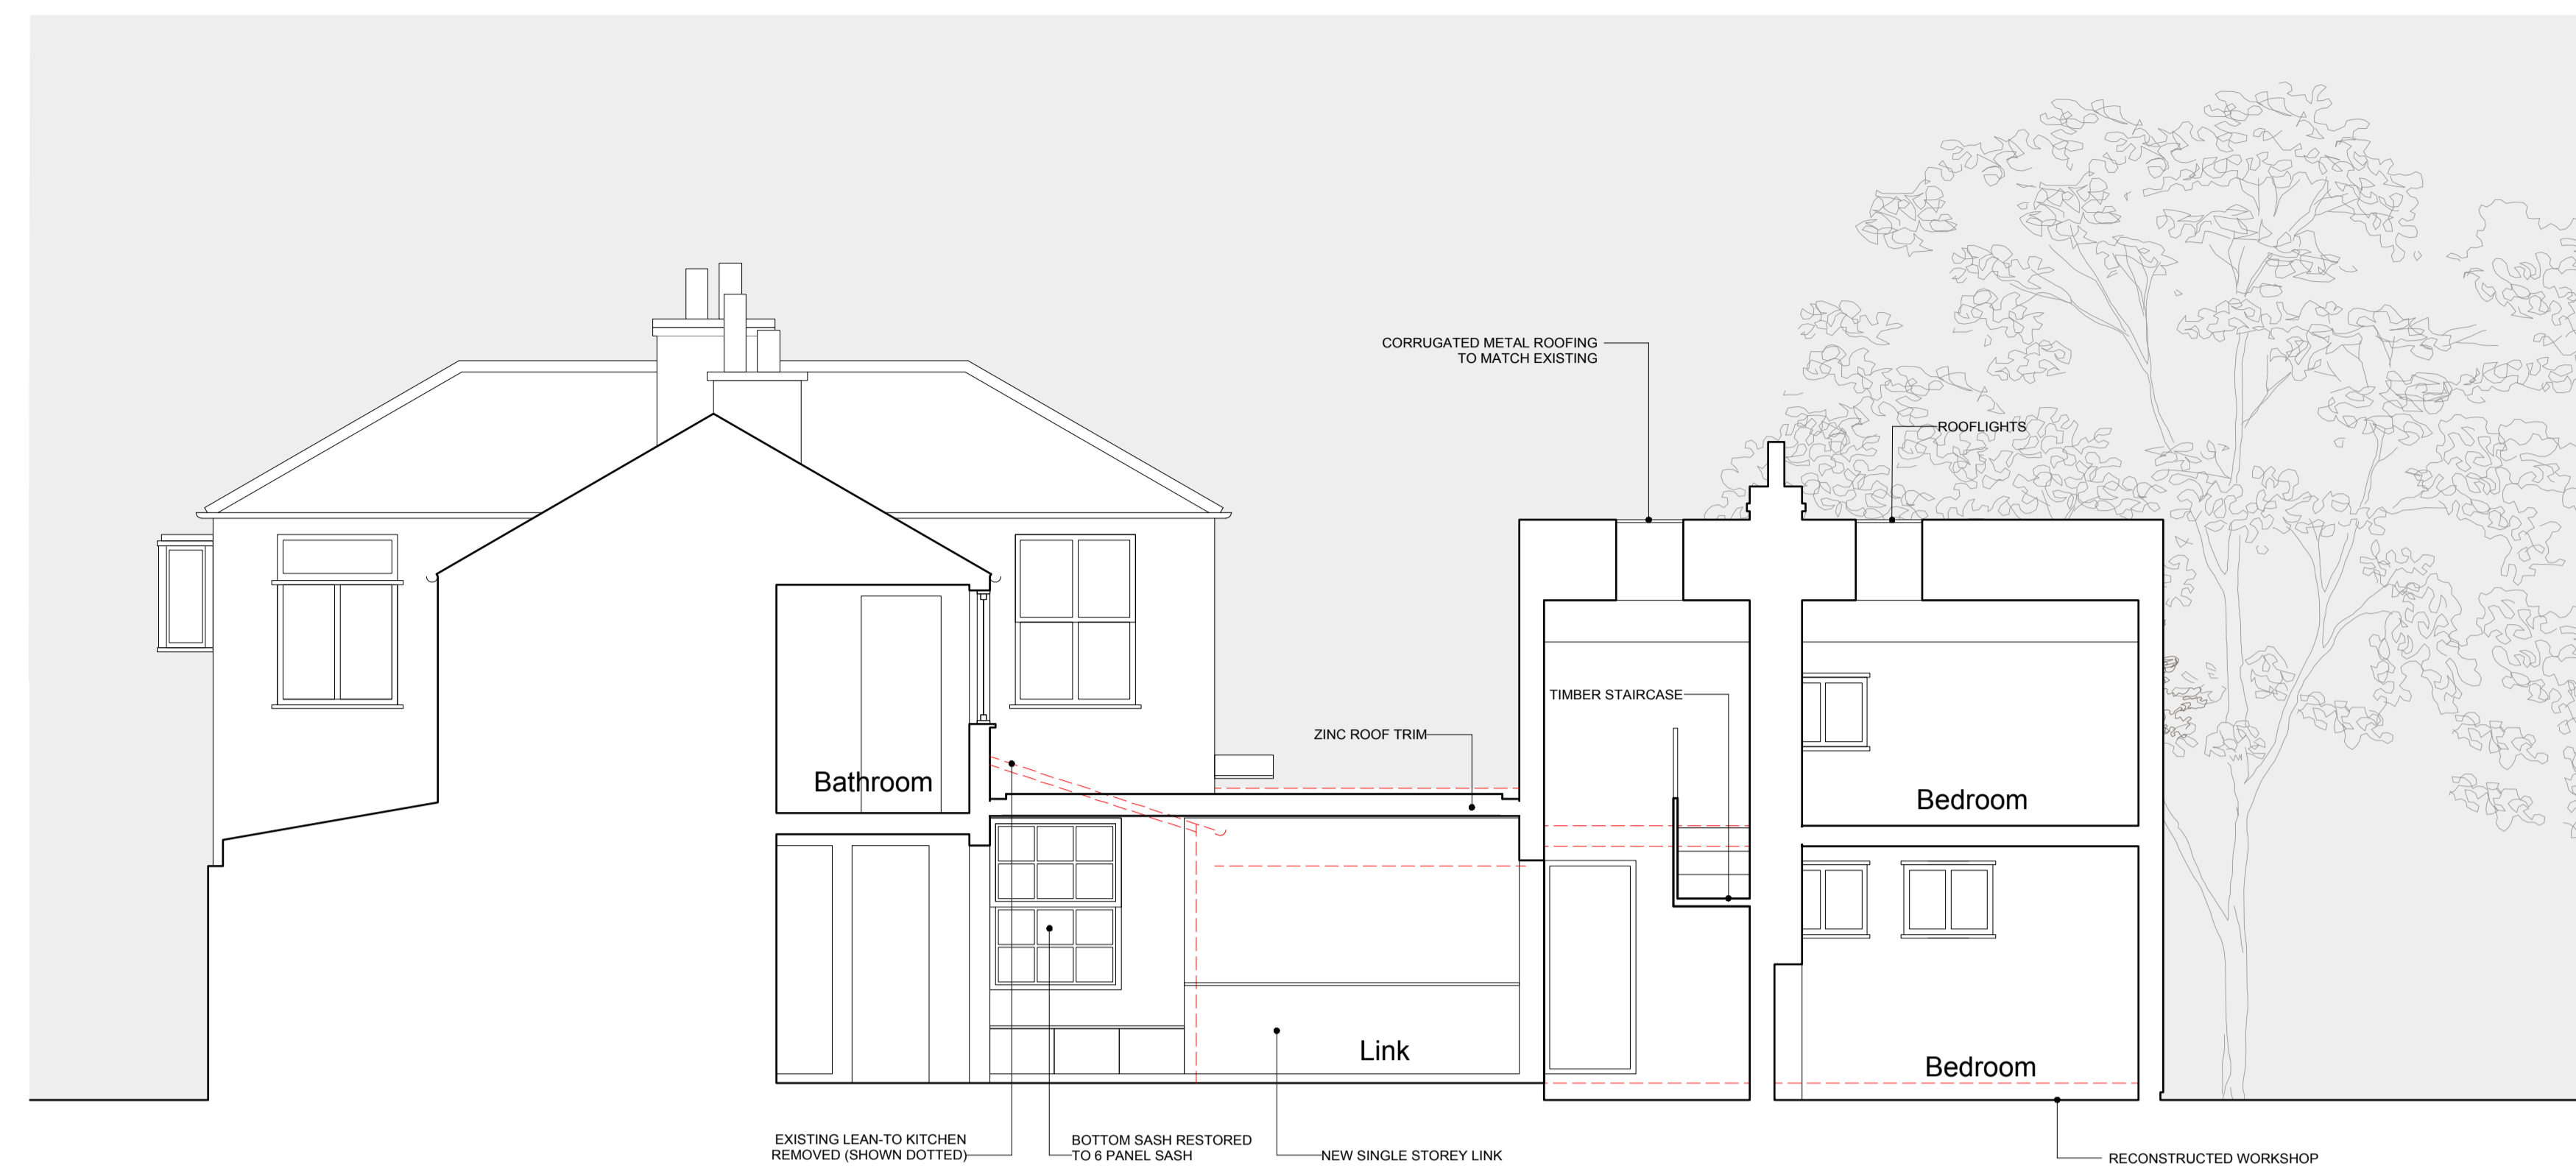 CORRUGATED METAL ROOFING
TO MATCH EXISTING
ROOFLIGHTS
TIMBER STAIRCASE
ZINC ROOF TRIM
Bathroom
Bedroom
Link
Bedroom
EXISTING LEAN-TO KITCHEN
REMOVED (SHOWN DOTTED)
BOTTOM SASH RESTORED
TO 6 PANEL SASH
NEW SINGLE STOREY LINK
RECONSTRUCTED WORKSHOP